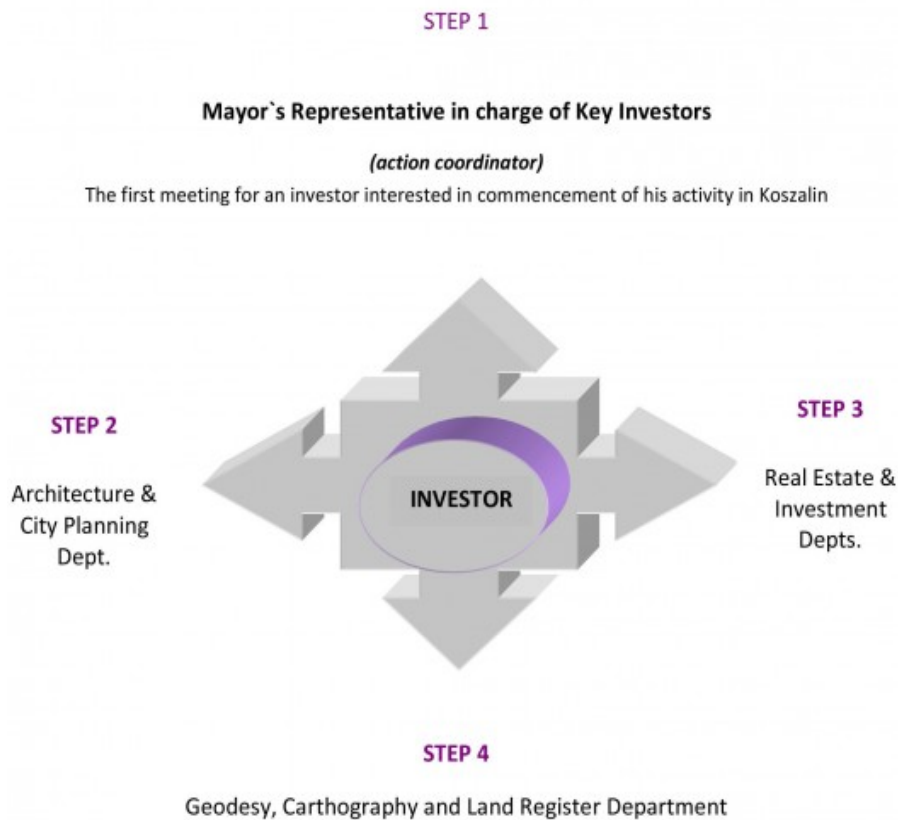 STEP 1
Mayor`s Representative in charge of Key Investors
(action coordinator)
The first meeting for an investor interested in commencement of his activity in Koszalin
STEP 2
Architecture &
City Planning
Dept.
INVESTOR
STEP 3
Real Estate &
Investment
Depts.
STEP 4
Geodesy, Carthography and Land Register Department